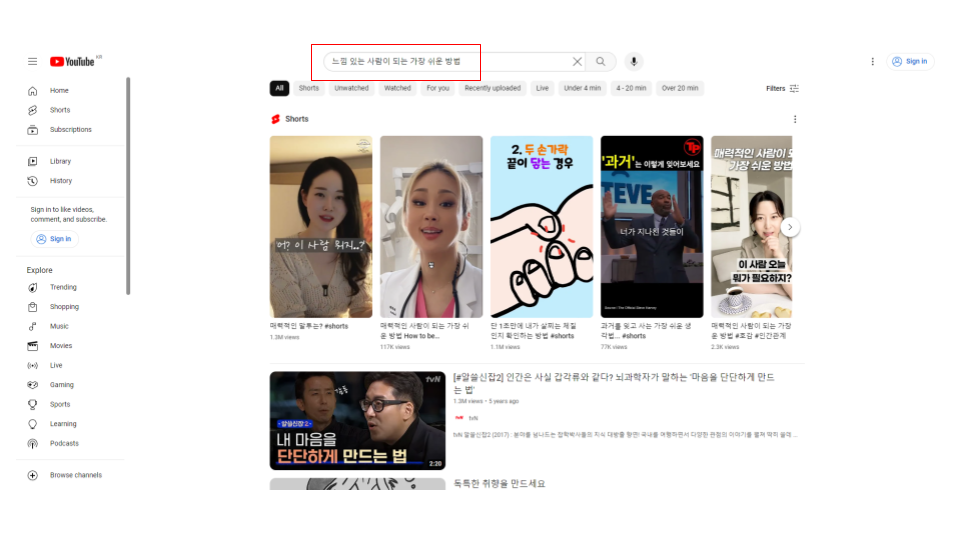 YouTube KR
느낌 있는 사람이 되는 가장 쉬운 방법
Sign in
All
Shorts
Unwatched
Watched
For you
Recently uploaded
Live
Under 4 min
4 - 20 min
Over 20 min
Filters
Home
Shorts
Subscriptions
Library
History
Sign in to like videos,
comment, and subscribe.
Sign in
Explore
Trending
Shopping
Music
Movies
Live
Gaming
Sports
Learning
Podcasts
Browse channels
Shorts
어? 이 사람 뭐지..?
매력적인 말투는? #shorts
1.3M views
매력적인 사람이 되는 가장 쉬
운 방법 How to be...
117K views
2. 두 손가락
끝이 닿는 경우
단 1초만에 내가 살찌는 체질
인지 확인하는 방법 #shorts
1.1M views
TP
'과거'는 이렇게 잊어보세요
STEVE
너가 지나친 것들이
과거를 잊고 사는 가장 쉬운 생
각법... #shorts
77K views
매력적인 사람이 되
가장 쉬운 방법
이 사람 오늘
뭐가 필요하지?
매력적인 사람이 되는 가장 쉬운
방법 #호감 #인간관계
2.3K views
tvN
·알쓸신잡2·
내 마음을
단단하게 만드는 법
2:20
[#알쓸신잡2] 인간은 사실 갑각류와 같다? 뇌과학자가 말하는 '마음을 단단하게 만드
는 법'
1.3M views • 5 years ago
tvN
tvN 알쓸신잡2 (2017) : 분야를 넘나드는 잡학박사들의 지식 대방출 향연! 국내를 여행하면서 다양한 관점의 이야기를 펼쳐
독특한 취향을 만드세요